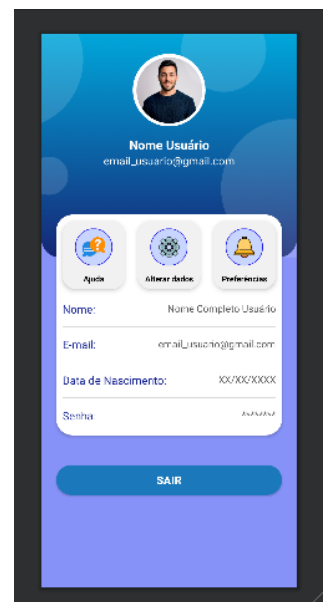 Nome Usuário
email_usuario@gmail.com
Ajuda Alterar dados Preferências
Nome: Nome Completo Usuário
E-mail: email_usuario@gmail.com
Data de Nascimento: XX/XX/XXXX
Senha
SAIR